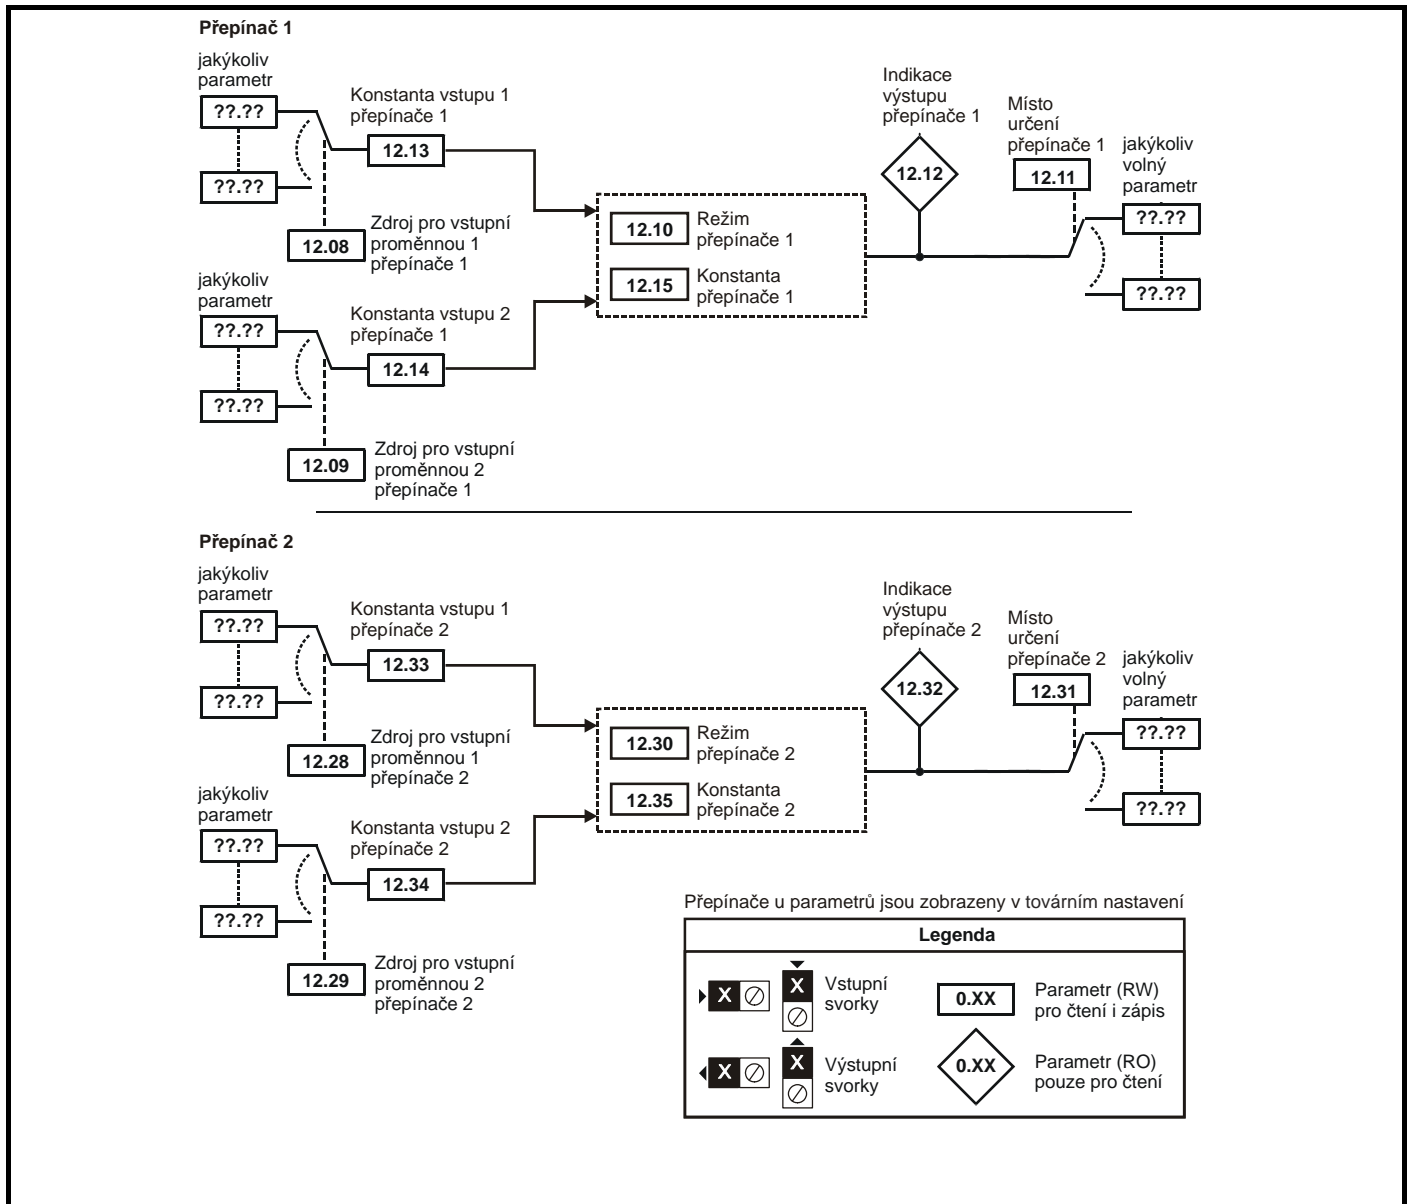 Přepínač 1
jakýkoliv
parametr
??.??
??.??
Konstanta vstupu 1
přepínače 1
12.13
12.08
Zdroj pro vstupní
proměnnou 1
přepínače 1
jakýkoliv
parametr
??.??
??.??
Konstanta vstupu 2
přepínače 1
12.14
12.09
Zdroj pro vstupní
proměnnou 2
přepínače 1
12.10
Režim
přepínače 1
12.15
Konstanta
přepínače 1
Indikace
výstupu
přepínače 1
12.12
Místo
určení
přepínače 1
12.11
jakýkoliv
volný
parametr
??.??
??.??
Přepínač 2
jakýkoliv
parametr
??.??
??.??
Konstanta vstupu 1
přepínače 2
12.33
12.28
Zdroj pro vstupní
proměnnou 1
přepínače 2
jakýkoliv
parametr
??.??
??.??
Konstanta vstupu 2
přepínače 2
12.34
12.29
Zdroj pro vstupní
proměnnou 2
přepínače 2
12.30
Režim
přepínače 2
12.35
Konstanta
přepínače 2
Indikace
výstupu
přepínače 2
12.32
Místo
určení
přepínače 2
12.31
jakýkoliv
volný
parametr
??.??
??.??
Přepínače u parametrů jsou zobrazeny v továrním nastavení
Legenda
X
X
Vstupní
svorky
0.XX
Parametr (RW)
pro čtení i zápis
X
X
Výstupní
svorky
0.XX
Parametr (RO)
pouze pro čtení